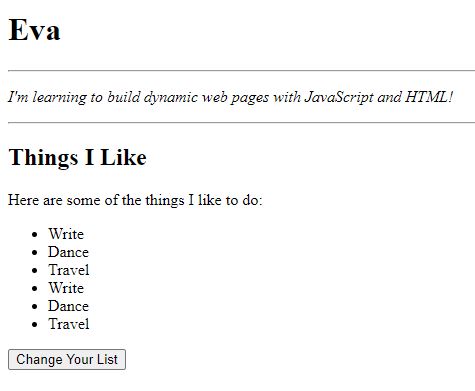 Eva
I'm learning to build dynamic web pages with JavaScript and HTML!
Things I Like
Here are some of the things I like to do:
Write
Dance
Travel
Write
Dance
Travel
Change Your List